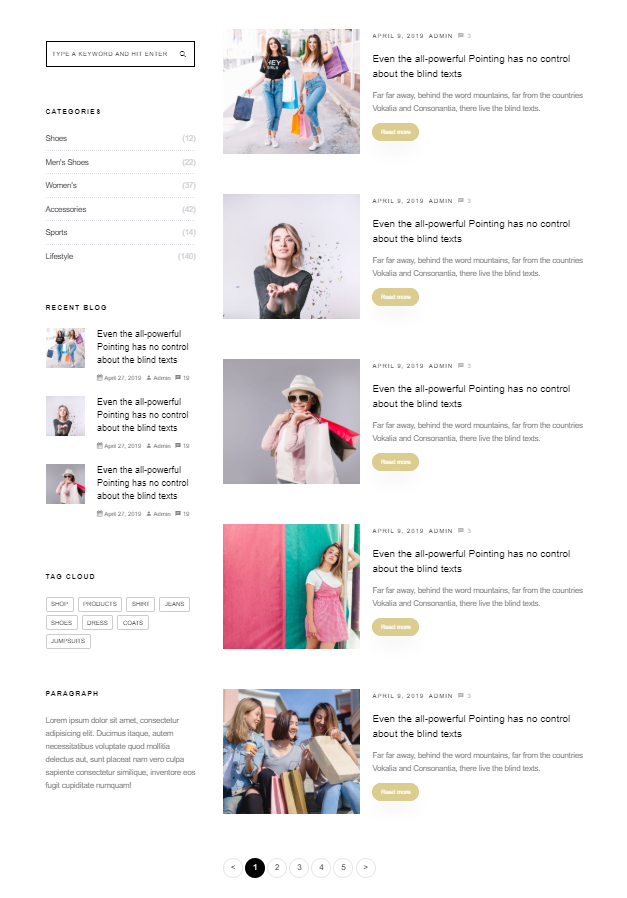 TYPE A KEYWORD AND HIT ENTER
CATEGORIES
Shoes (12)
Men's Shoes (22)
Women's (37)
Accessories (42)
Sports (14)
Lifestyle (140)
RECENT BLOG
Even the all-powerful
Pointing has no control
about the blind texts
April 27, 2019 Admin 19
Even the all-powerful
Pointing has no control
about the blind texts
April 27, 2019 Admin 19
Even the all-powerful
Pointing has no control
about the blind texts
April 27, 2019 Admin 19
TAG CLOUD
SHOP PRODUCTS SHIRT JEANS
SHOES DRESS COATS
JUMPSUITS
PARAGRAPH
Lorem ipsum dolor sit amet, consectetur
adipisicing elit. Ducimus itaque, autem
necessitatibus voluptate quod mollitia
delectus aut, sunt placeat nam vero culpa
sapiente consectetur similique, inventore eos
fugit cupiditate numquam!
HEY
GIRLS
APRIL 9, 2019 ADMIN 3
Even the all-powerful Pointing has no control
about the blind texts
Far far away, behind the word mountains, far from the countries
Vokalia and Consonantia, there live the blind texts.
Read more
APRIL 9, 2019 ADMIN 3
Even the all-powerful Pointing has no control
about the blind texts
Far far away, behind the word mountains, far from the countries
Vokalia and Consonantia, there live the blind texts.
Read more
APRIL 9, 2019 ADMIN 3
Even the all-powerful Pointing has no control
about the blind texts
Far far away, behind the word mountains, far from the countries
Vokalia and Consonantia, there live the blind texts.
Read more
APRIL 9, 2019 ADMIN 3
Even the all-powerful Pointing has no control
about the blind texts
Far far away, behind the word mountains, far from the countries
Vokalia and Consonantia, there live the blind texts.
Read more
APRIL 9, 2019 ADMIN 3
Even the all-powerful Pointing has no control
about the blind texts
Far far away, behind the word mountains, far from the countries
Vokalia and Consonantia, there live the blind texts.
Read more
< 1 2 3 4 5 >